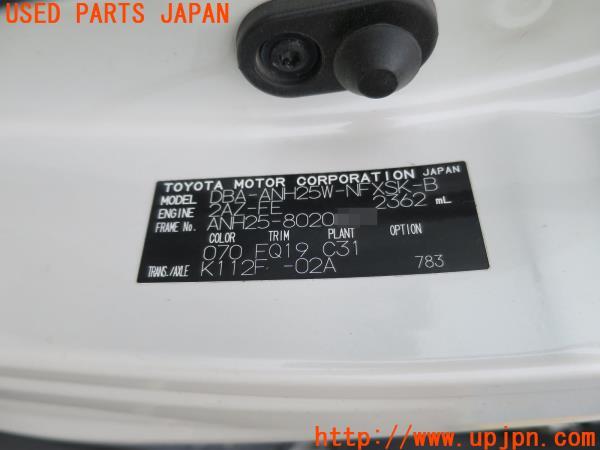 USED PARTS JAPAN
TOYOTA MOTOR CORPORATION JAPAN
MODEL DBA-ANH25W-NFXSK-B
ENGINE 2AZ-FE 2362 mL
FRAME No. ANH25-8020
COLOR TRIM PLANT OPTION
070 FQ19 C31
TRANS./AXLE K112F -02A 783
UPJ http://www.upjpn.com